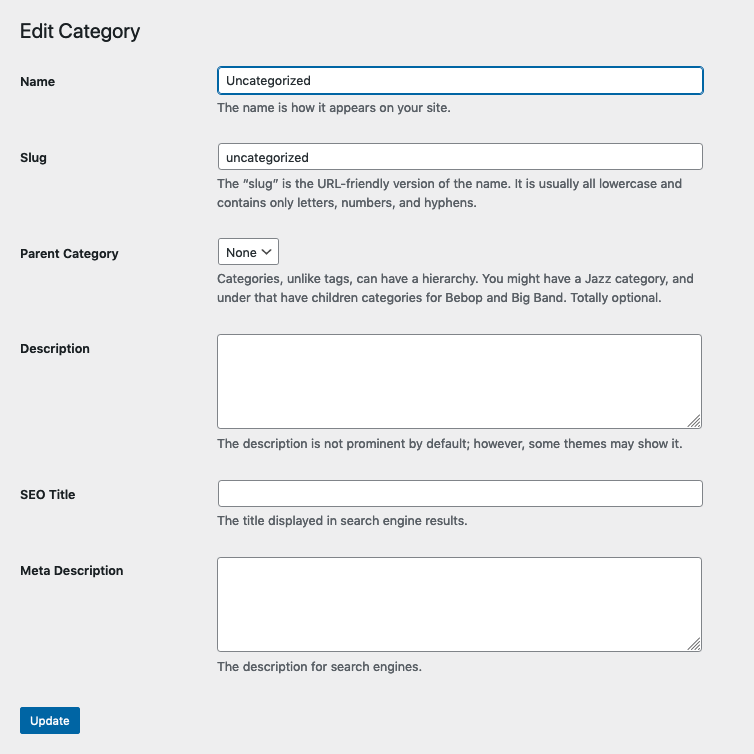 Edit Category
Name
Uncategorized
The name is how it appears on your site.
Slug
uncategorized
The “slug” is the URL-friendly version of the name. It is usually all lowercase and
contains only letters, numbers, and hyphens.
Parent Category
None
Categories, unlike tags, can have a hierarchy. You might have a Jazz category, and
under that have children categories for Bebop and Big Band. Totally optional.
Description
The description is not prominent by default; however, some themes may show it.
SEO Title
The title displayed in search engine results.
Meta Description
The description for search engines.
Update